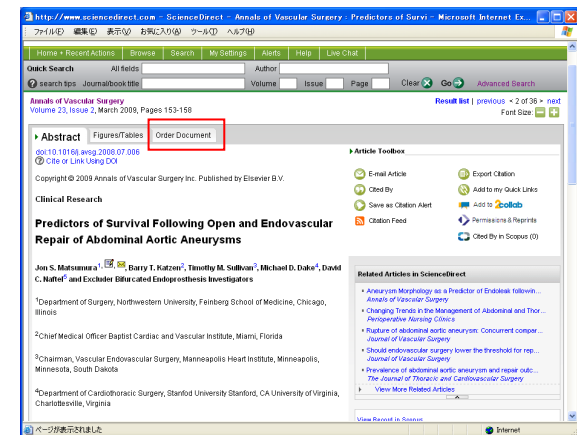 http://www.sciencedirect.com - ScienceDirect - Annals of Vascular Surgery : Predictors of Survi - Microsoft Internet Ex...
ファイル(F) 編集(E) 表示(V) お気に入り(A) ツール(T) ヘルプ(H)
Home + Recent Actions Browse Search My Settings Alerts Help Live Chat
Quick Search All fields Author
search tips Journal/book title Volume Issue Page Clear Go Advanced Search
Annals of Vascular Surgery
Volume 23, Issue 2, March 2009, Pages 153-158
Result list | previous < 2 of 36 > next
Font Size:
Abstract Figures/Tables Order Document
doi:10.1016/j.avsg.2008.07.006
Cite or Link Using DOI
Copyright © 2009 Annals of Vascular Surgery Inc. Published by Elsevier B.V.
Clinical Research
Predictors of Survival Following Open and Endovascular
Repair of Abdominal Aortic Aneurysms
Jon S. Matsumura1, Barry T. Katzen2, Timothy M. Sullivan3, Michael D. Dake4, David
C. Naftel5 and Excluder Bifurcated Endoprosthesis Investigators
1Department of Surgery, Northwestern University, Feinberg School of Medicine, Chicago,
Illinois
2Chief Medical Officer Baptist Cardiac and Vascular Institute, Miami, Florida
3Chairman, Vascular Endovascular Surgery, Manneapolis Heart Institute, Minneapolis,
Minnesota, South Dakota
4Department of Cardiothoracic Surgery, Stanfod University Stanford, CA University of Virginia,
Charlottesville, Virginia
Article Toolbox
E-mail Article Export Citation
Cited By Add to my Quick Links
Save as Citation Alert Add to 2collab
Citation Feed Permissions & Reprints
Cited By in Scopus (0)
Related Articles in ScienceDirect
Aneurysm Morphology as a Predictor of Endoleak followin...
Annals of Vascular Surgery
Changing Trends in the Management of Abdominal and Thor...
Perioperative Nursing Clinics
Rupture of abdominal aortic aneurysm: Concurrent compar...
Journal of Vascular Surgery
Should endovascular surgery lower the threshold for rep...
Journal of Vascular Surgery
Prevalence of abdominal aortic aneurysm and repair outc...
The Journal of Thoracic and Cardiovascular Surgery
View More Related Articles
View Record in Scopus
ページが表示されました Internet